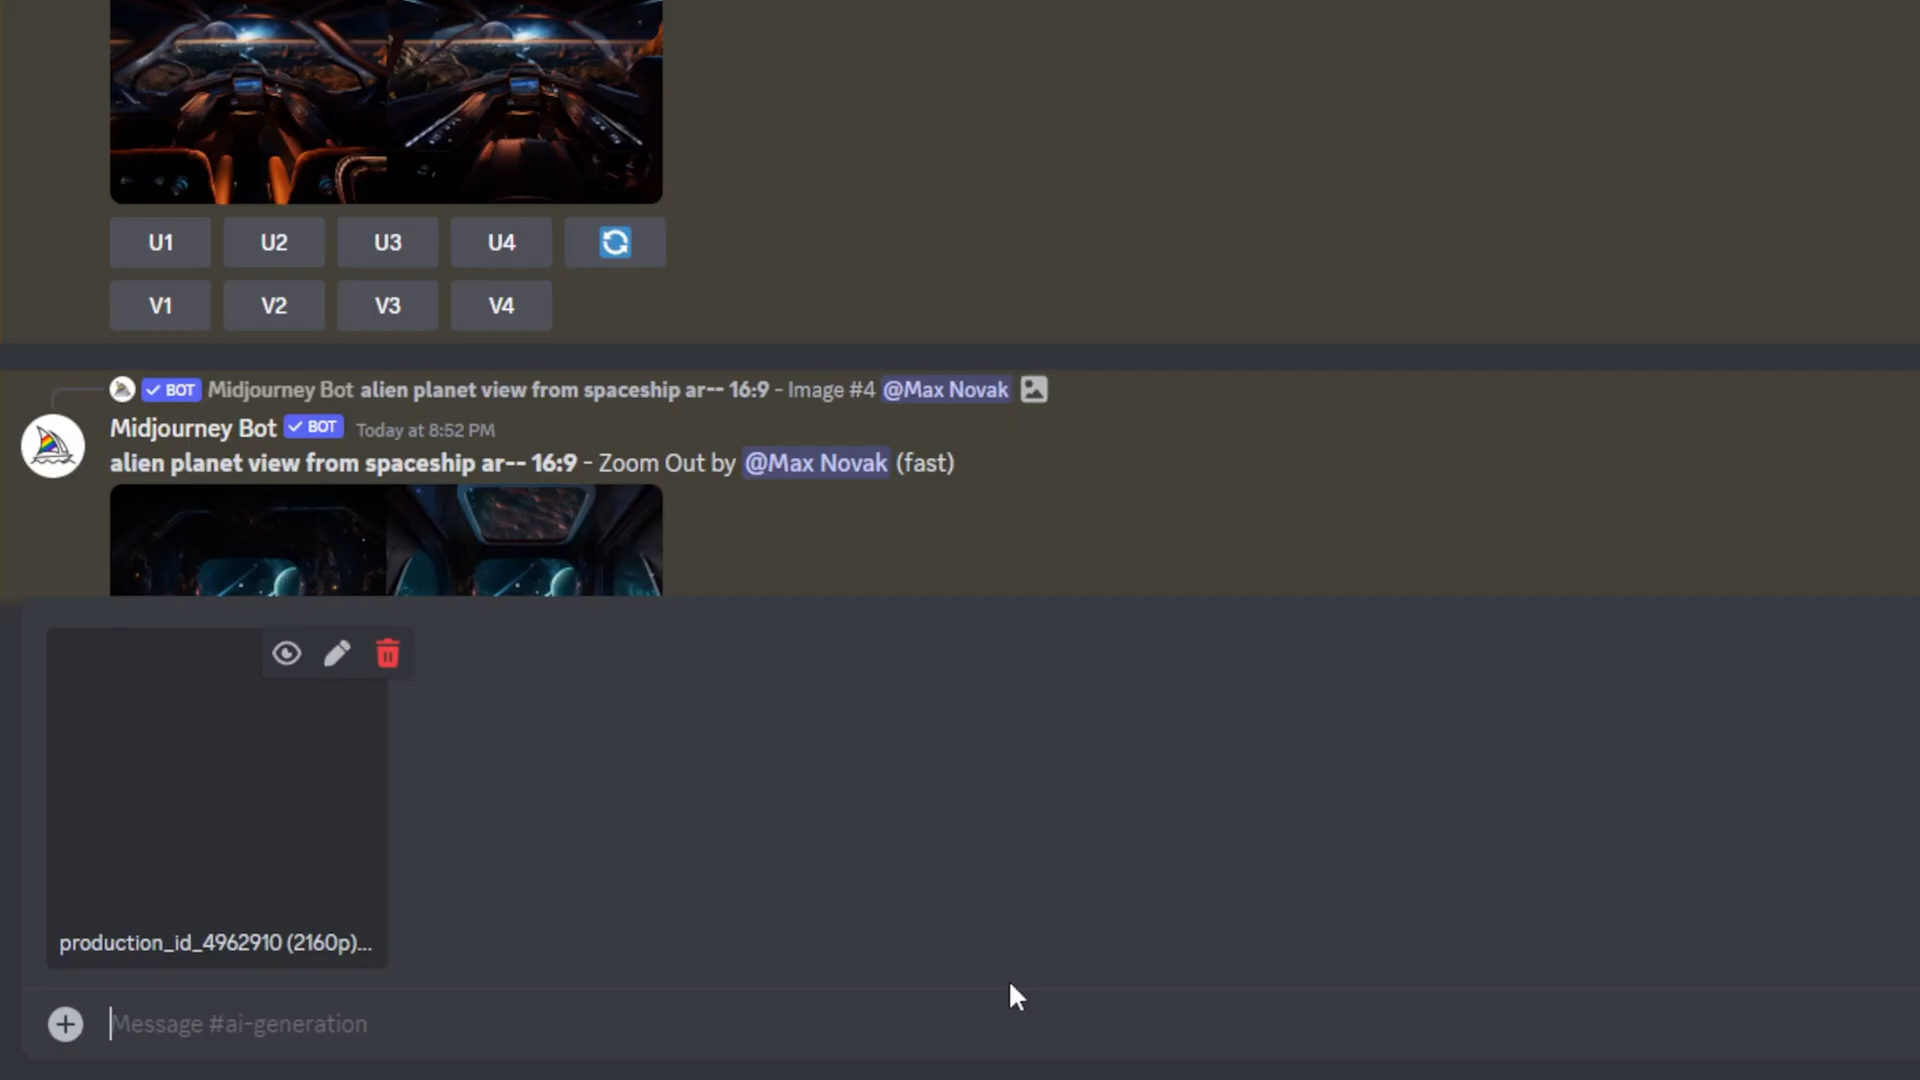 U1 U2 U3 U4
V1 V2 V3 V4
BOT Midjourney Bot alien planet view from spaceship ar-- 16:9 - Image #4 @Max Novak
Midjourney Bot BOT Today at 8:52 PM
alien planet view from spaceship ar-- 16:9 - Zoom Out by @Max Novak (fast)
production_id_4962910 (2160p)...
Message #ai-generation